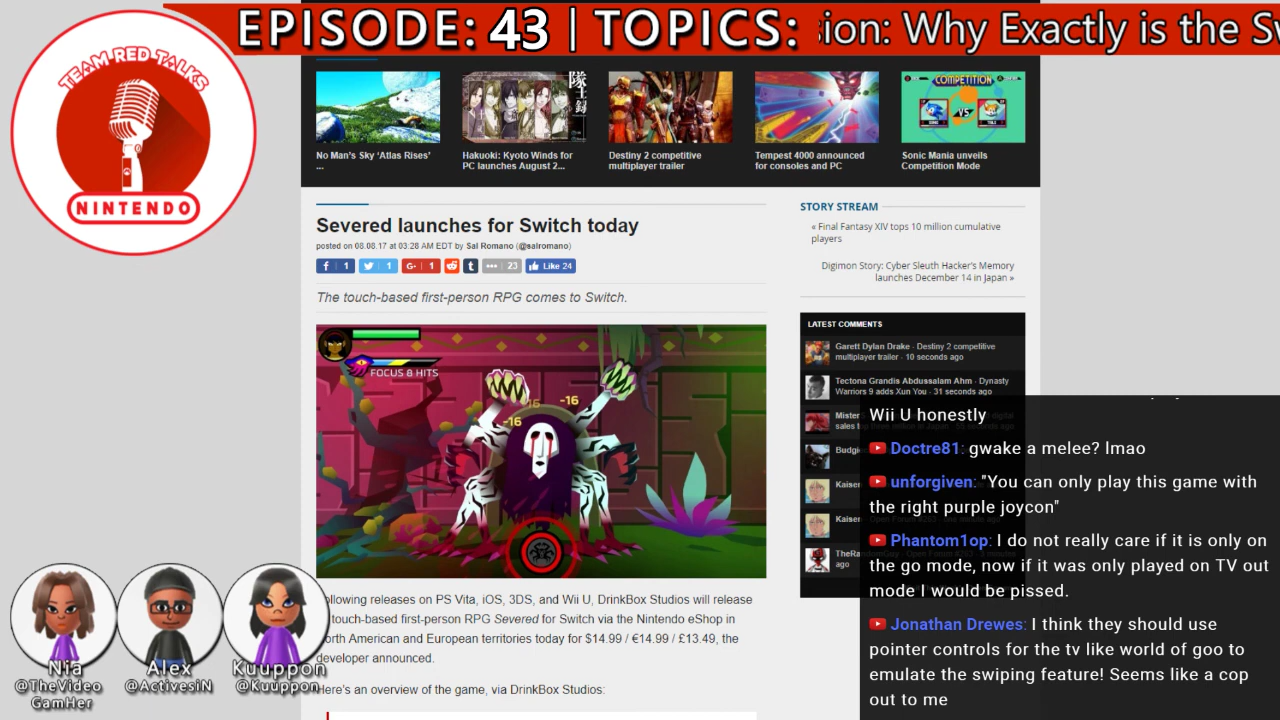 EPISODE: 43 | TOPICS: ion: Why Exactly is the Sw
TEAM RED TALKS
NINTENDO
No Man's Sky 'Atlas Rises'
...
Hakuoki: Kyoto Winds for
PC launches August 2...
Destiny 2 competitive
multiplayer trailer
Tempest 4000 announced
for consoles and PC
COMPETITION
VS
Sonic Mania unveils
Competition Mode
Severed launches for Switch today
posted on 08.08.17 at 03:28 AM EDT by Sal Romano (@salromano)
f 1
1
G+ 1
t
23
Like 24
The touch-based first-person RPG comes to Switch.
FOCUS 8 HITS
-16
-16
16
ollowing releases on PS Vita, iOS, 3DS, and Wii U, DrinkBox Studios will release
touch-based first-person RPG Severed for Switch via the Nintendo eShop in
orth American and European territories today for $14.99 / €14.99 / £13.49, the
developer announced.
Here's an overview of the game, via DrinkBox Studios:
STORY STREAM
« Final Fantasy XIV tops 10 million cumulative
players
Digimon Story: Cyber Sleuth Hacker's Memory
launches December 14 in Japan »
LATEST COMMENTS
Garett Dylan Drake - Destiny 2 competitive
multiplayer trailer - 10 seconds ago
Tectona Grandis Abdussalam Ahm - Dynasty
Warriors 9 adds Xun You - 31 seconds ago
Mister
Budgie
Kaiser
Kaiser
TheRandomGuy
ago
Wii U honestly
Doctre81: gwake a melee? lmao
unforgiven: "You can only play this game with
the right purple joycon"
Phantom1op: I do not really care if it is only on
the go mode, now if it was only played on TV out
mode I would be pissed.
Jonathan Drewes: I think they should use
pointer controls for the tv like world of goo to
emulate the swiping feature! Seems like a cop
out to me
Nia
@TheVideo
GamHer
Alex
@ActivesiN
Kuuppon
@Kuuppon